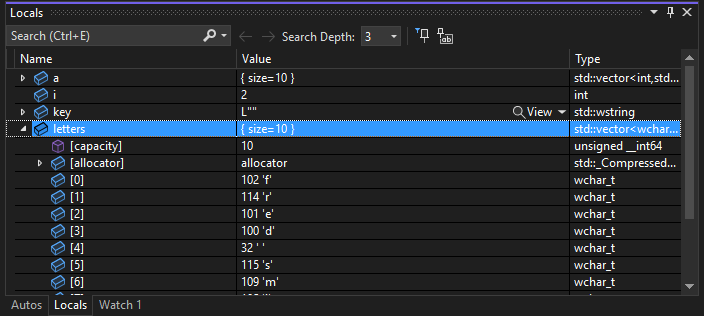 Locals
Search (Ctrl+E) Search Depth: 3
Name Value Type
a { size=10 } std::vector<int,std...
i 2 int
key L"" View std::wstring
letters { size=10 } std::vector<wchar...
[capacity] 10 unsigned __int64
[allocator] allocator std::_Compressed...
[0] 102 'f' wchar_t
[1] 114 'r' wchar_t
[2] 101 'e' wchar_t
[3] 100 'd' wchar_t
[4] 32 ' ' wchar_t
[5] 115 's' wchar_t
[6] 109 'm' wchar_t
Autos Locals Watch 1